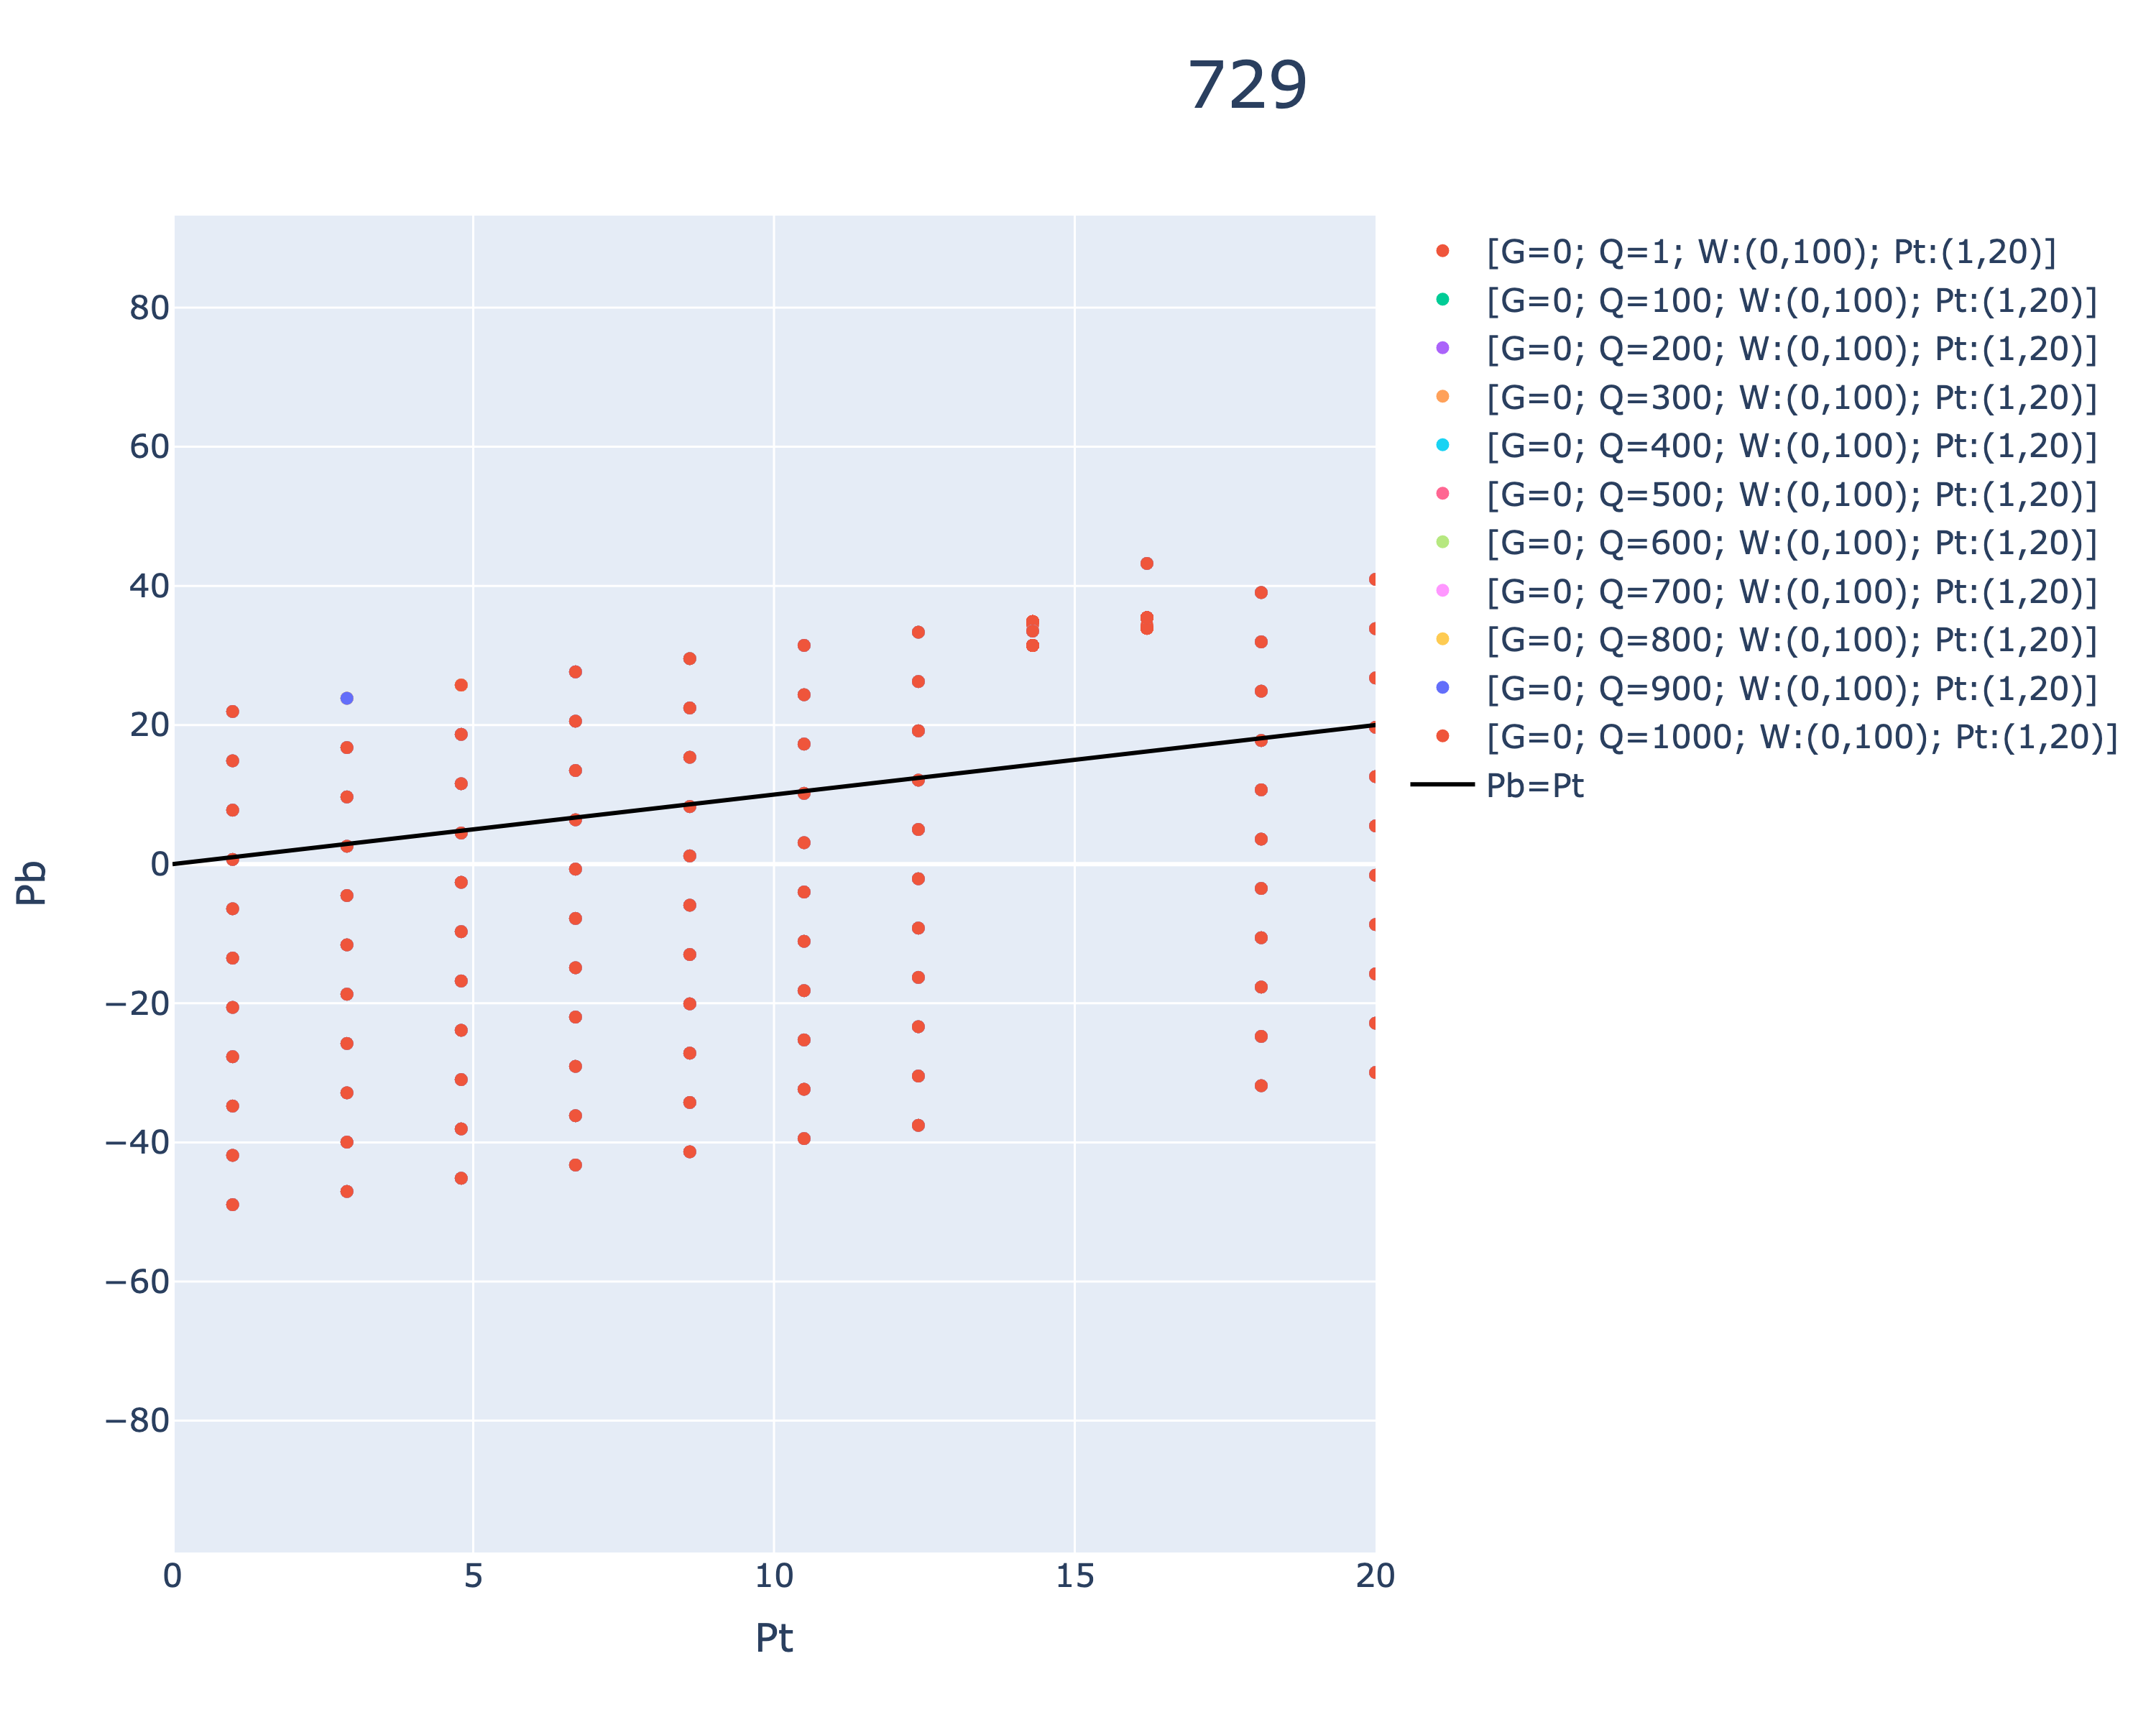 729
[G=0; Q=1; W:(0,100); Pt:(1,20)]
[G=0; Q=100; W:(0,100); Pt:(1,20)]
[G=0; Q=200; W:(0,100); Pt:(1,20)]
[G=0; Q=300; W:(0,100); Pt:(1,20)]
[G=0; Q=400; W:(0,100); Pt:(1,20)]
[G=0; Q=500; W:(0,100); Pt:(1,20)]
[G=0; Q=600; W:(0,100); Pt:(1,20)]
[G=0; Q=700; W:(0,100); Pt:(1,20)]
[G=0; Q=800; W:(0,100); Pt:(1,20)]
[G=0; Q=900; W:(0,100); Pt:(1,20)]
[G=0; Q=1000; W:(0,100); Pt:(1,20)]
Pb=Pt
80
60
40
20
0
−20
−40
−60
−80
Pb
0 5 10 15 20
Pt